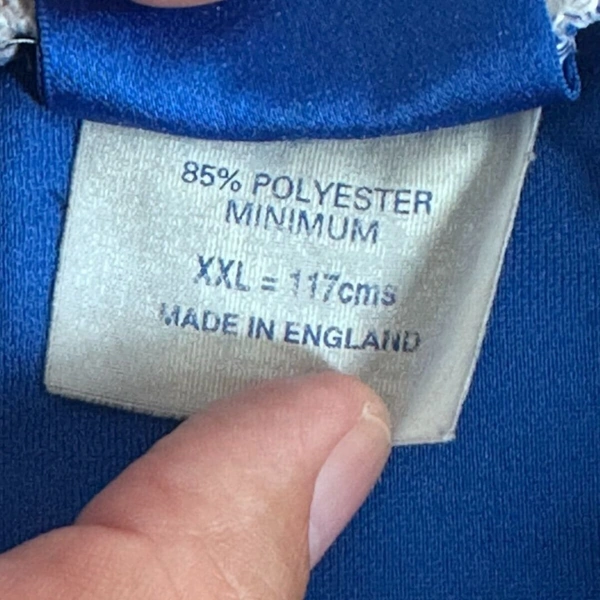 85% POLYESTER
MINIMUM
XXL = 117cms
MADE IN ENGLAND